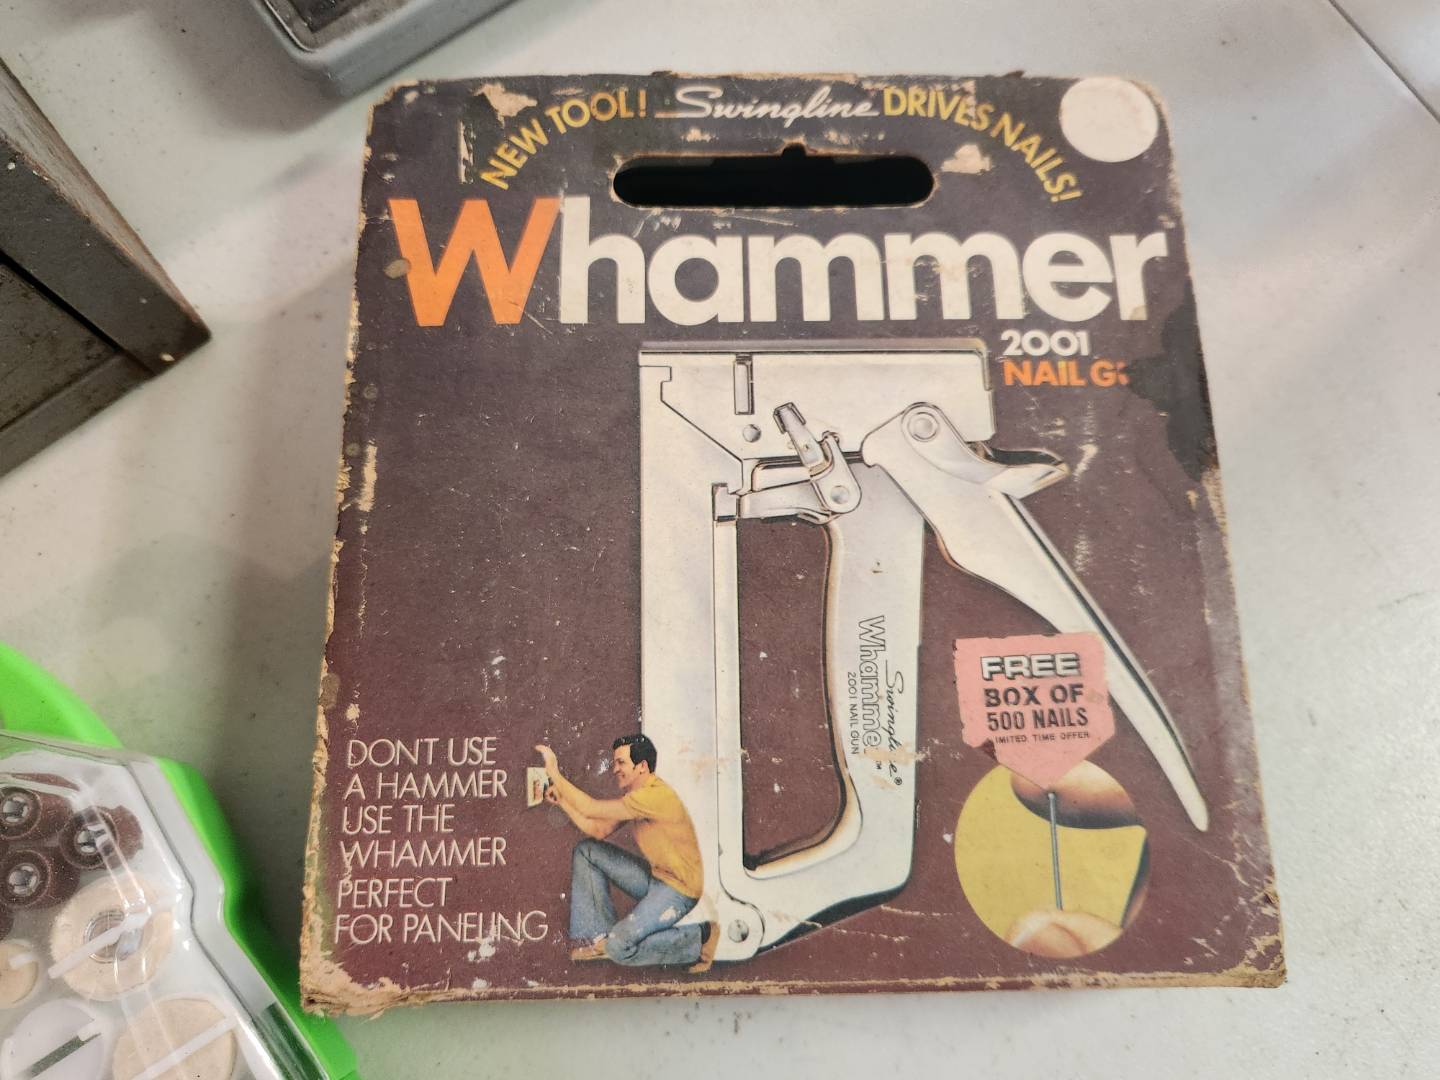 NEW TOOL! Swingline DRIVES NAILS!
Whammer
2001
NAIL
Swingline®
Whammer
2001 NAIL GUN
FREE
BOX OF
500 NAILS
IMITED TIME OFFER
DON'T USE
A HAMMER
USE THE
WHAMMER
PERFECT
FOR PANELING